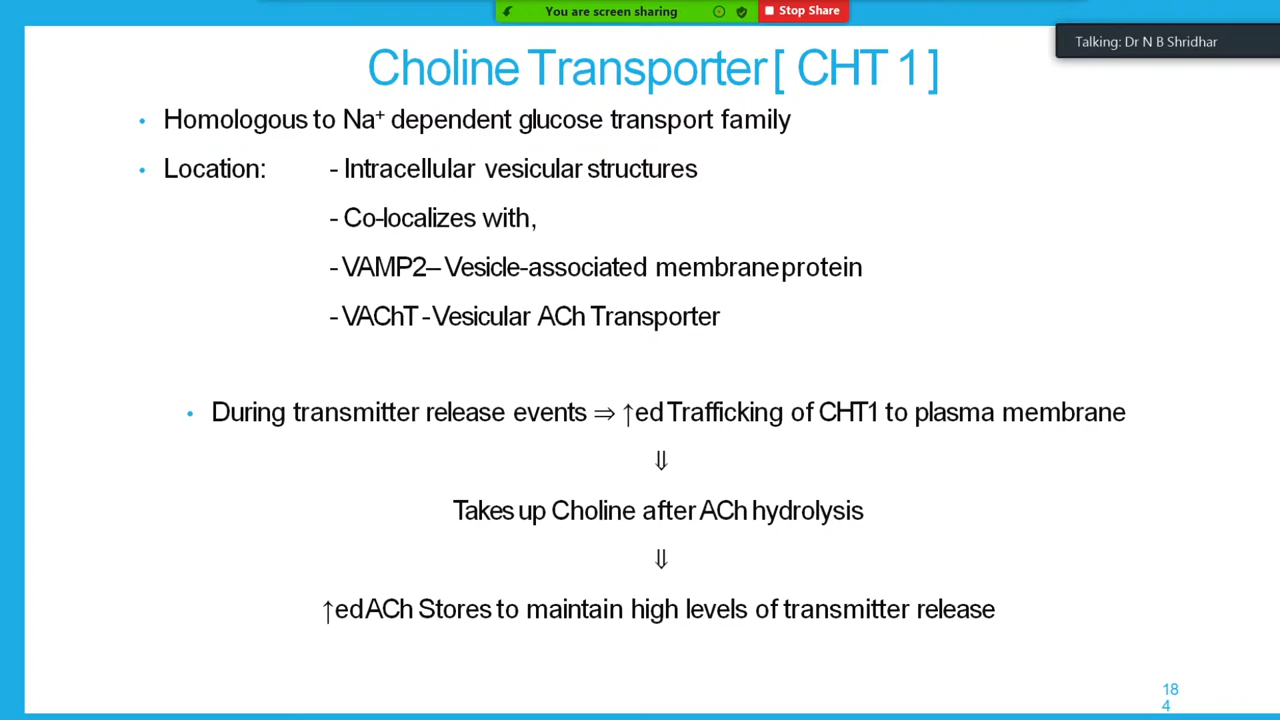 You are screen sharing
Stop Share
Talking: Dr N B Shridhar
Choline Transporter [ CHT 1 ]
• Homologous to Na⁺ dependent glucose transport family
• Location: - Intracellular vesicular structures
- Co-localizes with,
- VAMP2– Vesicle-associated membrane protein
- VAChT - Vesicular ACh Transporter
• During transmitter release events ⇒ ↑ed Trafficking of CHT1 to plasma membrane
⇓
Takes up Choline after ACh hydrolysis
⇓
↑ed ACh Stores to maintain high levels of transmitter release
18
4